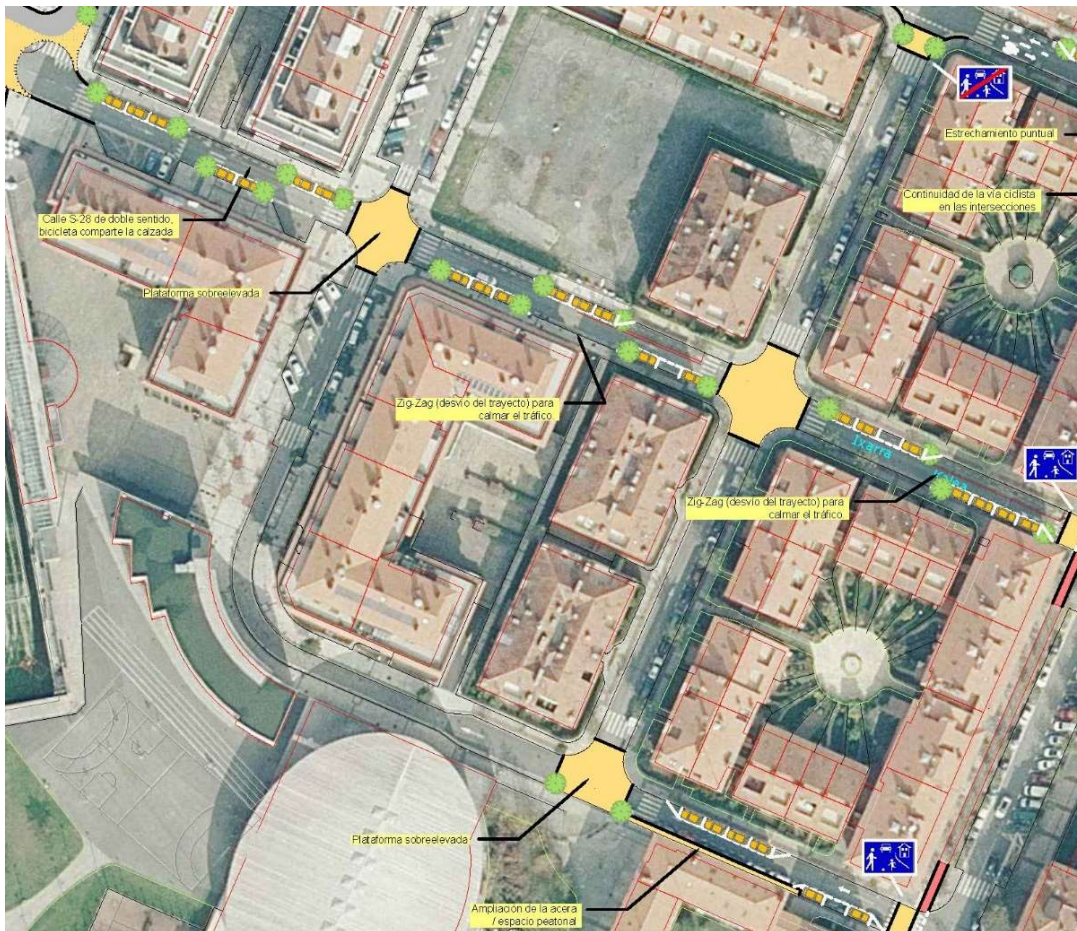 Estrechamiento puntual
Continuidad de la vía ciclista
en las intersecciones
Calle S-28 de doble sentido,
bicicleta comparte la calzada
Plataforma sobreelevada
Zig-Zag (desvío del trayecto) para
calmar el tráfico.
Ixarra
kalea
Zig-Zag (desvío del trayecto) para
calmar el tráfico.
Plataforma sobreelevada
Ampliación de la acera
/ espacio peatonal